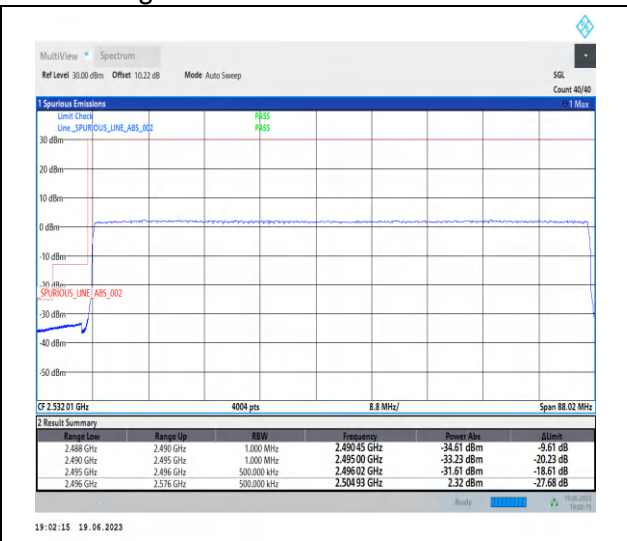 MultiView Spectrum
Ref Level 30.00 dBm Offset 10.22 dB Mode Auto Sweep SGL
Count 40/40
1 Spurious Emissions 1 Max
Limit Check PASS
Line _SPURIOUS_LINE_ABS_002 PASS
30 dBm
20 dBm
10 dBm
0 dBm
-10 dBm
-20 dBm
_SPURIOUS_LINE_ABS_002
-30 dBm
-40 dBm
-50 dBm
CF 2.532 01 GHz 4004 pts 8.8 MHz/ Span 88.02 MHz
2 Result Summary
Range Low Range Up RBW Frequency Power Abs ΔLimit
2.488 GHz 2.490 GHz 1.000 MHz 2.490 45 GHz -34.61 dBm -9.61 dB
2.490 GHz 2.495 GHz 1.000 MHz 2.495 00 GHz -33.23 dBm -20.23 dB
2.495 GHz 2.496 GHz 500.000 kHz 2.496 02 GHz -31.61 dBm -18.61 dB
2.496 GHz 2.576 GHz 500.000 kHz 2.504 93 GHz 2.32 dBm -27.68 dB
Ready 19.06.2023
19:02:15
19:02:15 19.06.2023